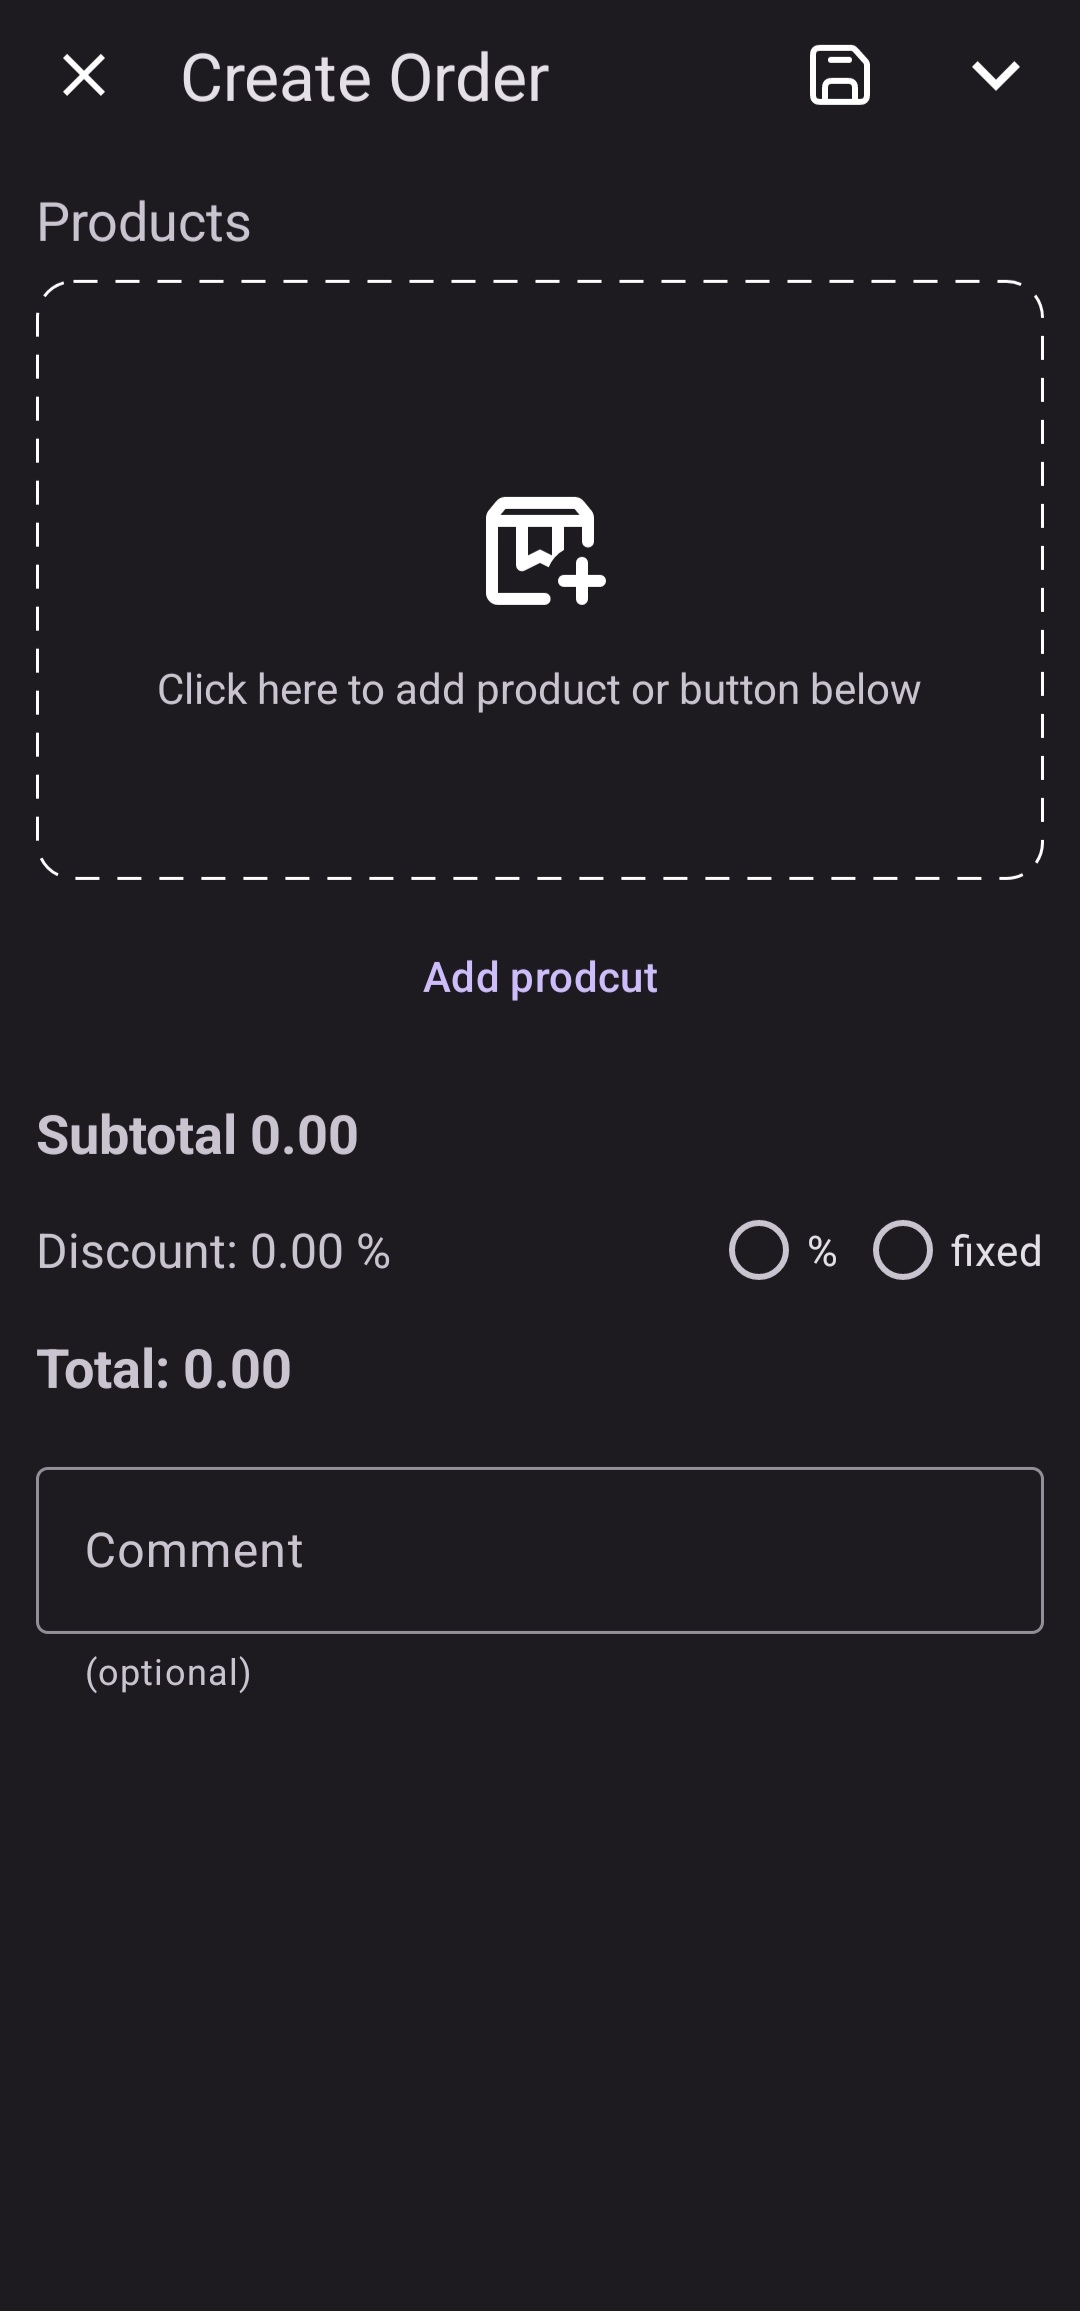 Create Order
Products
Click here to add product or button below
Add prodcut
Subtotal 0.00
Discount: 0.00 %
% fixed
Total: 0.00
Comment
(optional)